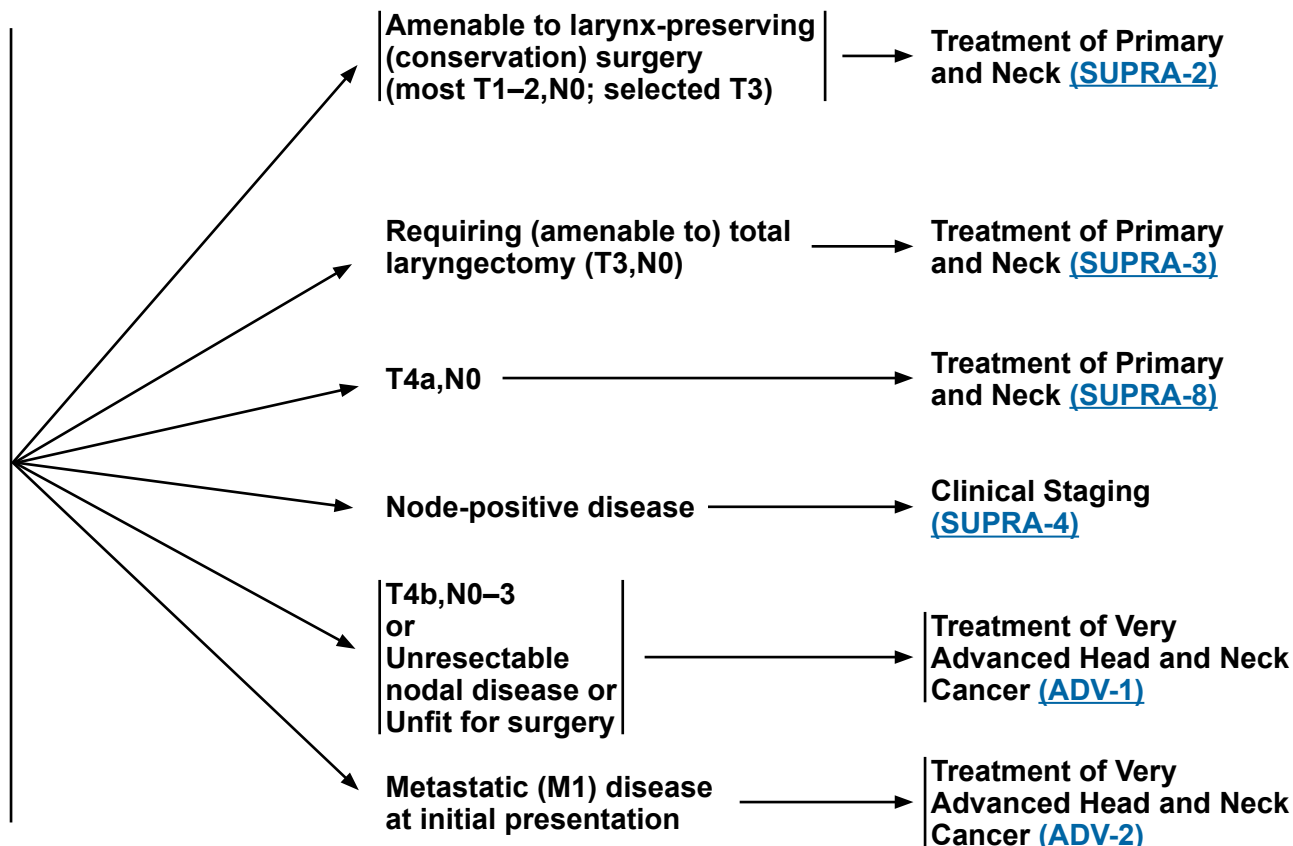 Amenable to larynx-preserving
(conservation) surgery
(most T1–2,N0; selected T3)
Treatment of Primary
and Neck (SUPRA-2)
Requiring (amenable to) total
laryngectomy (T3,N0)
Treatment of Primary
and Neck (SUPRA-3)
T4a,N0
Treatment of Primary
and Neck (SUPRA-8)
Node-positive disease
Clinical Staging
(SUPRA-4)
T4b,N0–3
or
Unresectable
nodal disease or
Unfit for surgery
Treatment of Very
Advanced Head and Neck
Cancer (ADV-1)
Metastatic (M1) disease
at initial presentation
Treatment of Very
Advanced Head and Neck
Cancer (ADV-2)